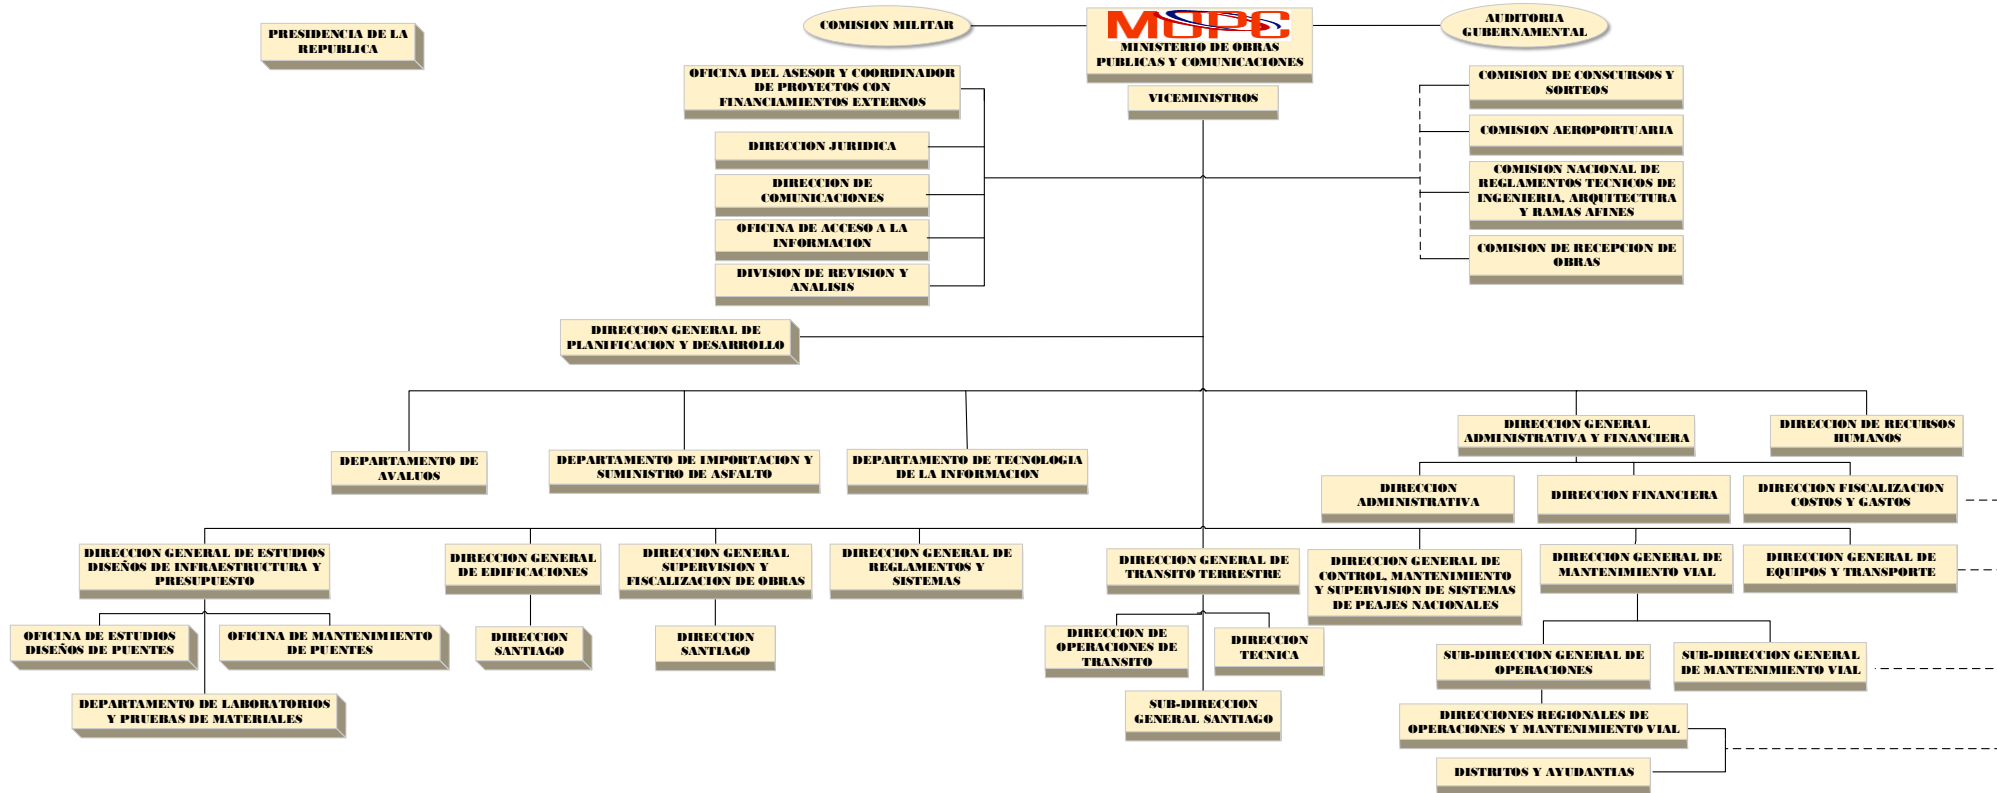 PRESIDENCIA DE LA
REPUBLICA
COMISION MILITAR
MOPC
MINISTERIO DE OBRAS
PUBLICAS Y COMUNICACIONES
AUDITORIA
GUBERNAMENTAL
VICEMINISTROS
OFICINA DEL ASESOR Y COORDINADOR
DE PROYECTOS CON
FINANCIAMIENTOS EXTERNOS
DIRECCION JURIDICA
DIRECCION DE
COMUNICACIONES
OFICINA DE ACCESO A LA
INFORMACION
DIVISION DE REVISION Y
ANALISIS
COMISION DE CONSCURSOS Y
SORTEOS
COMISION AEROPORTUARIA
COMISION NACIONAL DE
REGLAMENTOS TECNICOS DE
INGENIERIA, ARQUITECTURA
Y RAMAS AFINES
COMISION DE RECEPCION DE
OBRAS
DIRECCION GENERAL DE
PLANIFICACION Y DESARROLLO
DEPARTAMENTO DE
AVALUOS
DEPARTAMENTO DE IMPORTACION Y
SUMINISTRO DE ASFALTO
DEPARTAMENTO DE TECNOLOGIA
DE LA INFORMACION
DIRECCION GENERAL
ADMINISTRATIVA Y FINANCIERA
DIRECCION DE RECURSOS
HUMANOS
DIRECCION
ADMINISTRATIVA
DIRECCION FINANCIERA
DIRECCION FISCALIZACION
COSTOS Y GASTOS
DIRECCION GENERAL DE ESTUDIOS
DISEÑOS DE INFRAESTRUCTURA Y
PRESUPUESTO
DIRECCION GENERAL
DE EDIFICACIONES
DIRECCION GENERAL
SUPERVISION Y
FISCALIZACION DE OBRAS
DIRECCION GENERAL DE
REGLAMENTOS Y
SISTEMAS
DIRECCION GENERAL DE
TRANSITO TERRESTRE
DIRECCION GENERAL DE
CONTROL, MANTENIMIENTO
Y SUPERVISION DE SISTEMAS
DE PEAJES NACIONALES
DIRECCION GENERAL DE
MANTENIMIENTO VIAL
DIRECCION GENERAL DE
EQUIPOS Y TRANSPORTE
OFICINA DE ESTUDIOS
DISEÑOS DE PUENTES
OFICINA DE MANTENIMIENTO
DE PUENTES
DIRECCION
SANTIAGO
DIRECCION
SANTIAGO
DIRECCION DE
OPERACIONES DE
TRANSITO
DIRECCION
TECNICA
SUB-DIRECCION GENERAL DE
OPERACIONES
SUB-DIRECCION GENERAL
DE MANTENIMIENTO VIAL
DEPARTAMENTO DE LABORATORIOS
Y PRUEBAS DE MATERIALES
SUB-DIRECCION
GENERAL SANTIAGO
DIRECCIONES REGIONALES DE
OPERACIONES Y MANTENIMIENTO VIAL
DISTRITOS Y AYUDANTIAS